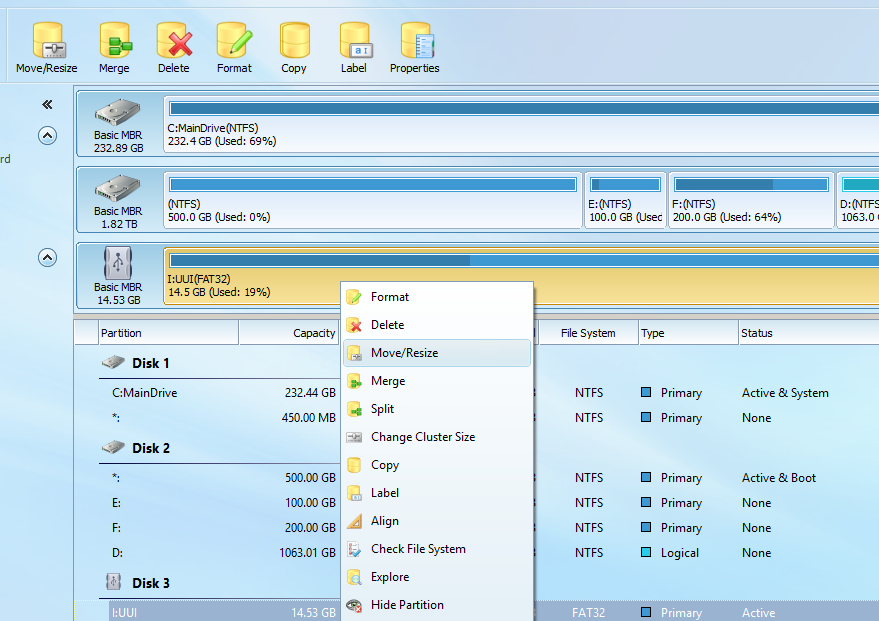 Move/Resize Merge Delete Format Copy Label Properties
rd
Basic MBR
232.89 GB
C:MainDrive(NTFS)
232.4 GB (Used: 69%)
Basic MBR
1.82 TB
(NTFS)
500.0 GB (Used: 0%)
E:(NTFS)
100.0 GB (Used
F:(NTFS)
200.0 GB (Used: 64%)
D:(NTFS
1063.0
Basic MBR
14.53 GB
I:UUI(FAT32)
14.5 GB (Used: 19%)
Format
Delete
Move/Resize
Merge
Split
Change Cluster Size
Copy
Label
Align
Check File System
Explore
Hide Partition
Partition Capacity File System Type Status
Disk 1
C:MainDrive 232.44 GB NTFS Primary Active & System
*: 450.00 MB NTFS Primary None
Disk 2
*: 500.00 GB NTFS Primary Active & Boot
E: 100.00 GB NTFS Primary None
F: 200.00 GB NTFS Primary None
D: 1063.01 GB NTFS Logical None
Disk 3
I:UUI 14.53 GB FAT32 Primary Active